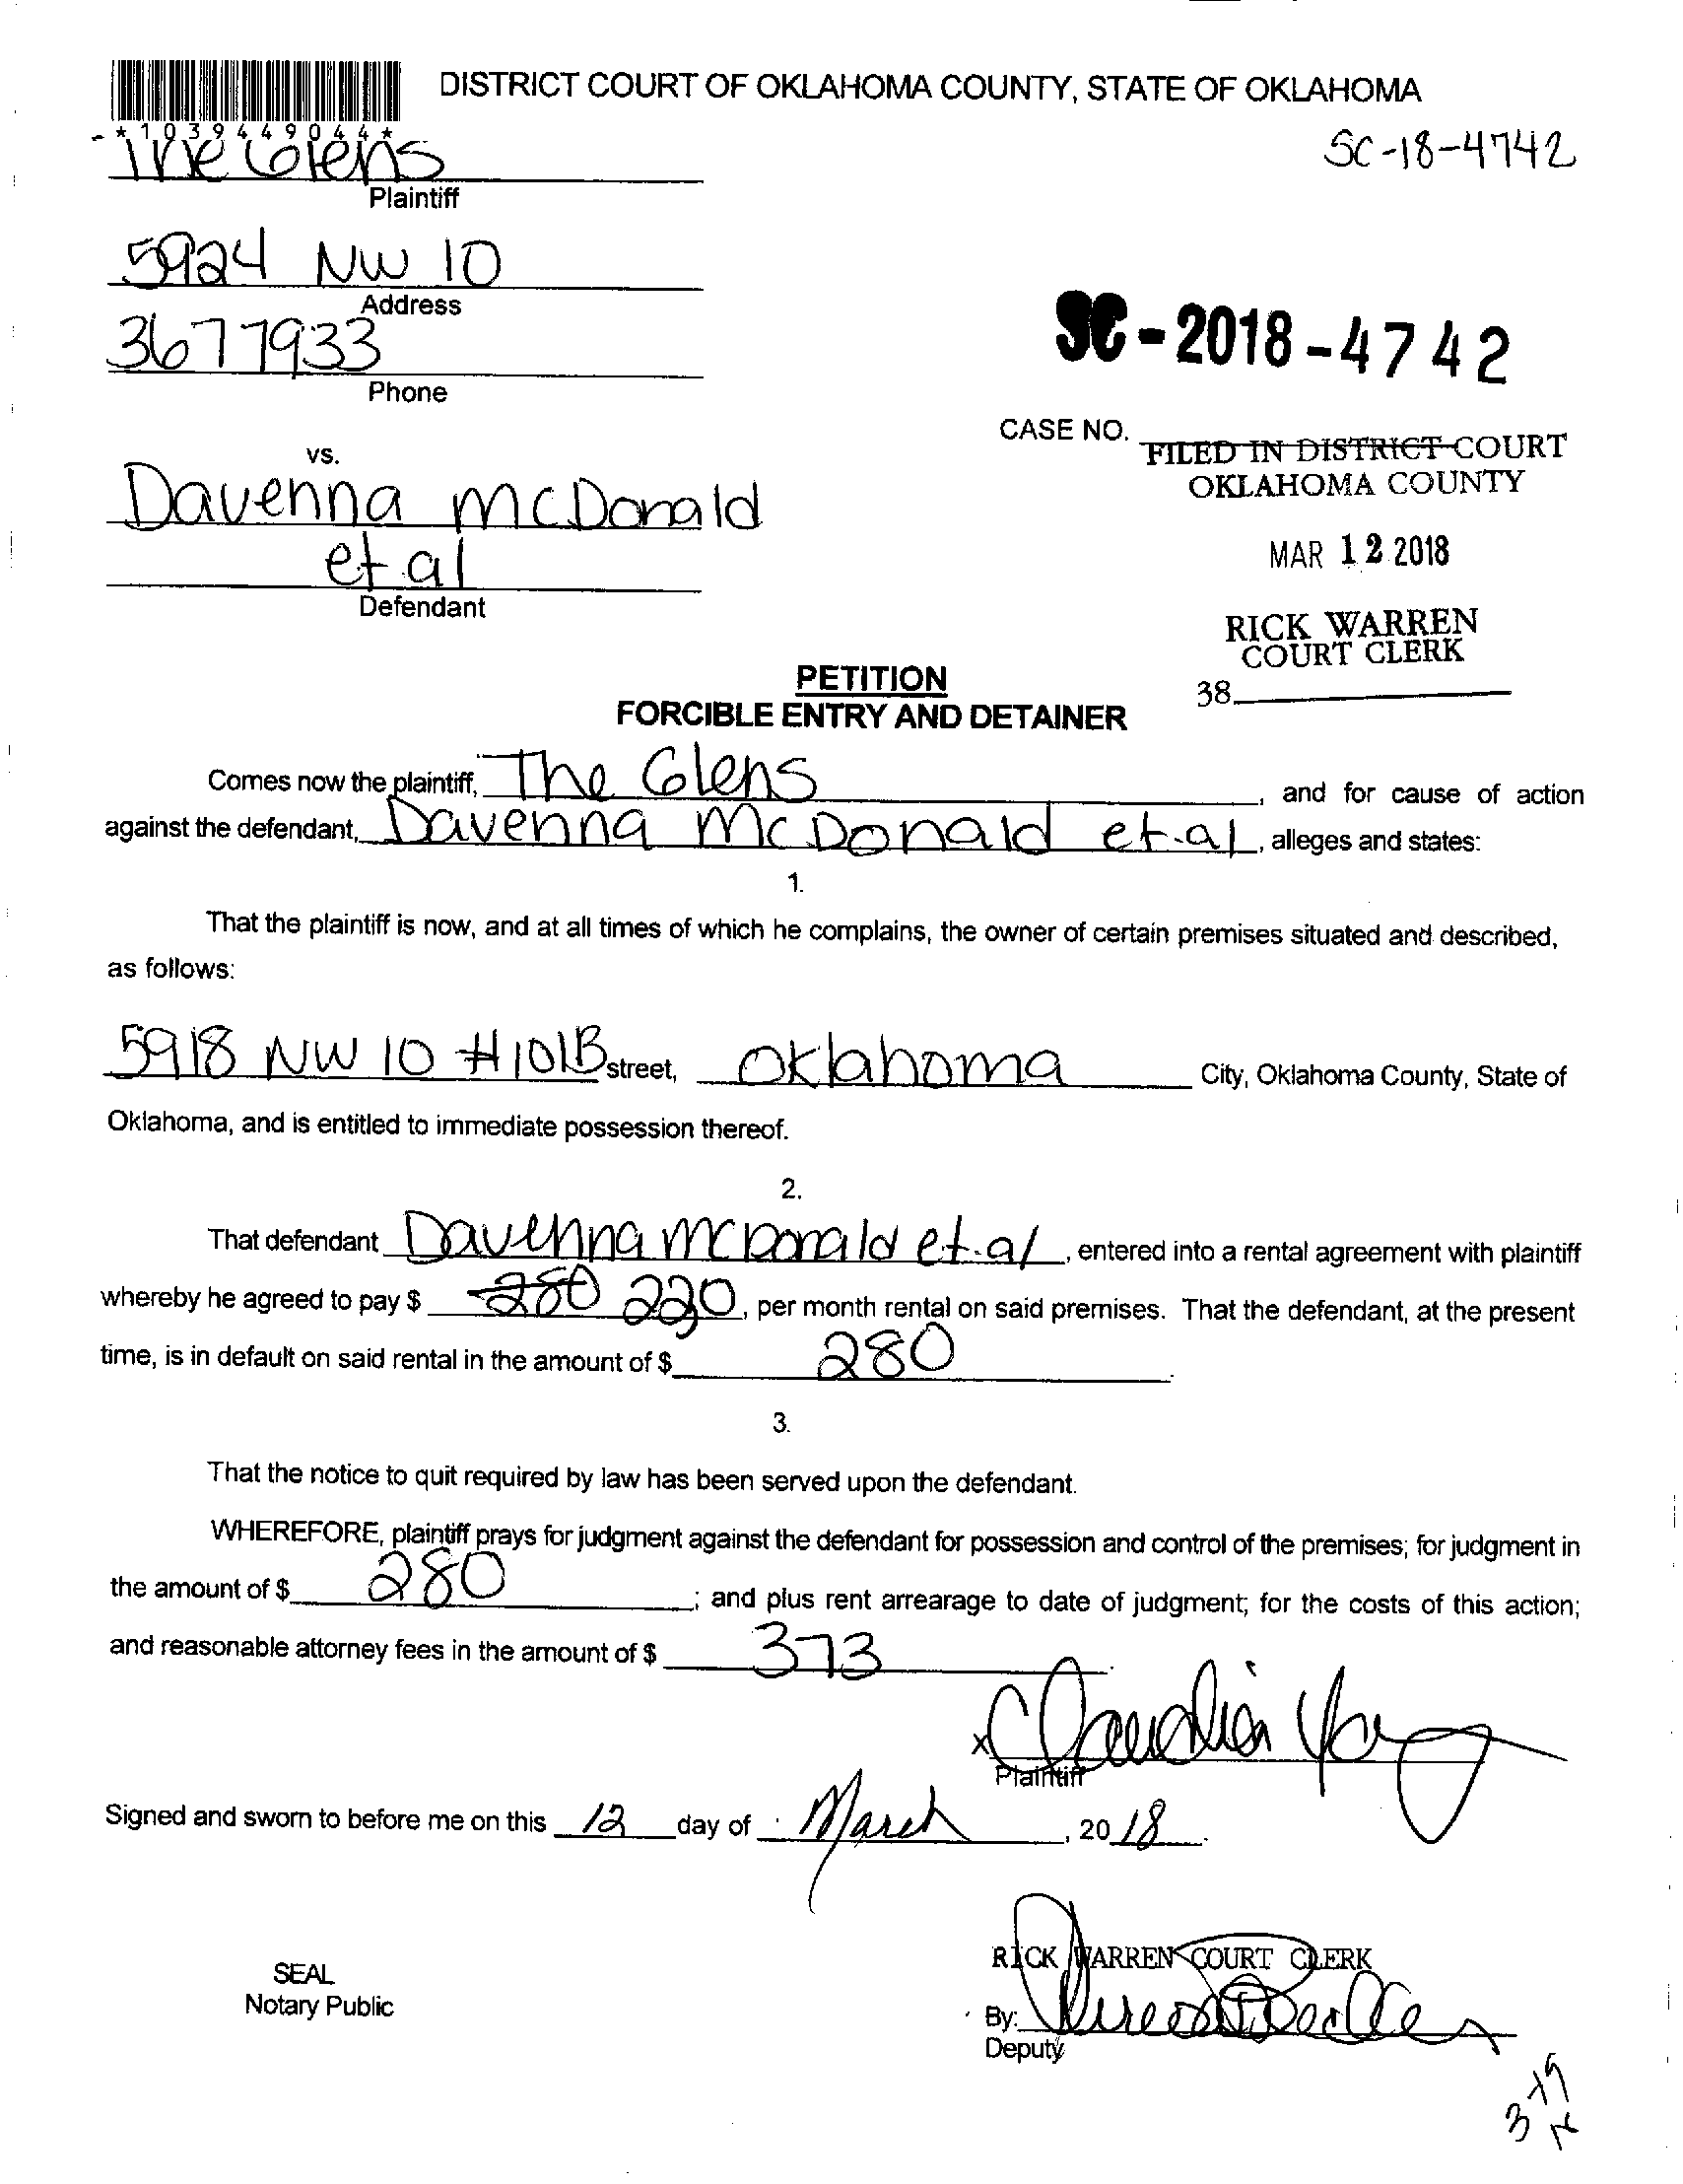 DISTRICT COURT OF OKLAHOMA COUNTY, STATE OF OKLAHOMA
*1039449044*
The Glens
SC-18-4742
Plaintiff
5924 NW 10
Address
3677933
Phone
SC-2018-4742
CASE NO.
FILED IN DISTRICT COURT
OKLAHOMA COUNTY
vs.
Davenna McDonald
et al
Defendant
MAR 12 2018
RICK WARREN
COURT CLERK
38
PETITION
FORCIBLE ENTRY AND DETAINER
Comes now the plaintiff, The Glens, and for cause of action
against the defendant, Davenna McDonald et.al, alleges and states:
1.
That the plaintiff is now, and at all times of which he complains, the owner of certain premises situated and described,
as follows:
5918 NW 10 #101B street, Oklahoma City, Oklahoma County, State of
Oklahoma, and is entitled to immediate possession thereof.
2.
That defendant Davenna McDonald et.al, entered into a rental agreement with plaintiff
whereby he agreed to pay $ 280 220, per month rental on said premises. That the defendant, at the present
time, is in default on said rental in the amount of $ 280.
3.
That the notice to quit required by law has been served upon the defendant.
WHEREFORE, plaintiff prays for judgment against the defendant for possession and control of the premises; for judgment in
the amount of $ 280; and plus rent arrearage to date of judgment; for the costs of this action;
and reasonable attorney fees in the amount of $ 373.
x Claudia
Plaintiff
Signed and sworn to before me on this 12 day of March, 2018.
RICK WARREN COURT CLERK
SEAL
Notary Public
By:
Deputy